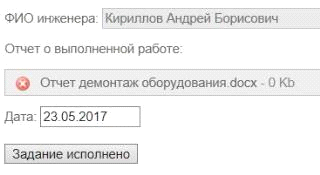 ФИО инженера: Кириллов Андрей Борисович
Отчет о выполненной работе:
Отчет демонтаж оборудования.docx - 0 Kb
Дата: 23.05.2017
Задание исполнено